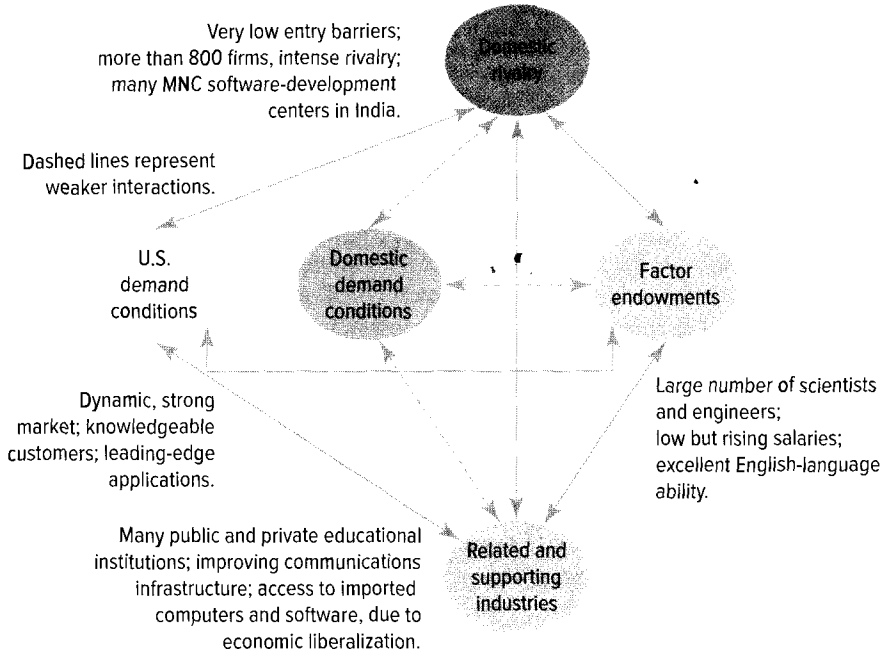 Very low entry barriers;
more than 800 firms, intense rivalry;
many MNC software-development
centers in India.
Domestic
rivalry
Dashed lines represent
weaker interactions.
U.S.
demand
conditions
Domestic
demand
conditions
Factor
endowments
Dynamic, strong
market; knowledgeable
customers; leading-edge
applications.
Large number of scientists
and engineers;
low but rising salaries;
excellent English-language
ability.
Many public and private educational
institutions; improving communications
infrastructure; access to imported
computers and software, due to
economic liberalization.
Related and
supporting
industries